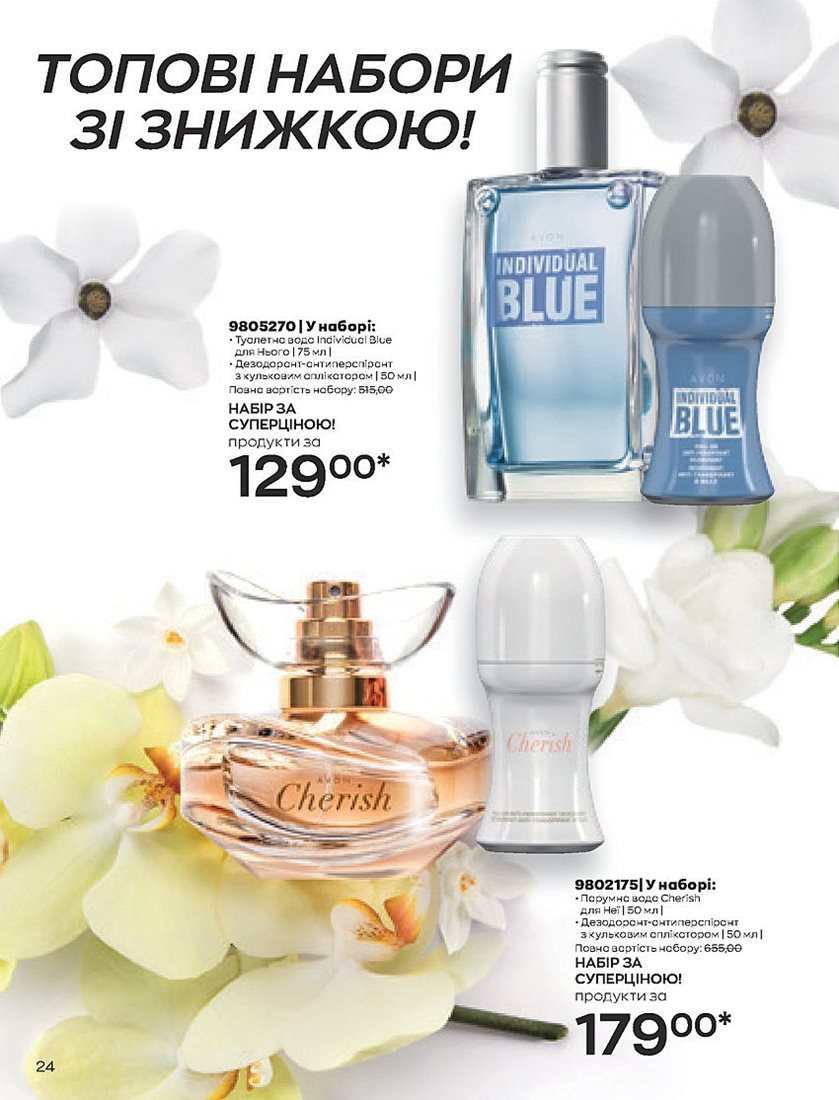 ТОПОВІ НАБОРИ
ЗІ ЗНИЖКОЮ!
AVON
INDIVIDUAL
BLUE
AVON
INDIVIDUAL
BLUE
9805270 | У наборі:
• Туалетна вода Individual Blue
для Нього | 75 мл |
• Дезодорант-антиперспірант
з кульковим аплікатором | 50 мл |
Повна вартість набору: 515,00
НАБІР ЗА
СУПЕРЦІНОЮ!
продукти за
129⁰⁰*
AVON
Cherish
Cherish
9802175| У наборі:
• Парумна вода Cherish
для Неї | 50 мл |
• Дезодорант-антиперспірант
з кульковим аплікатором | 50 мл |
Повна вартість набору: 655,00
НАБІР ЗА
СУПЕРЦІНОЮ!
продукти за
179⁰⁰*
24